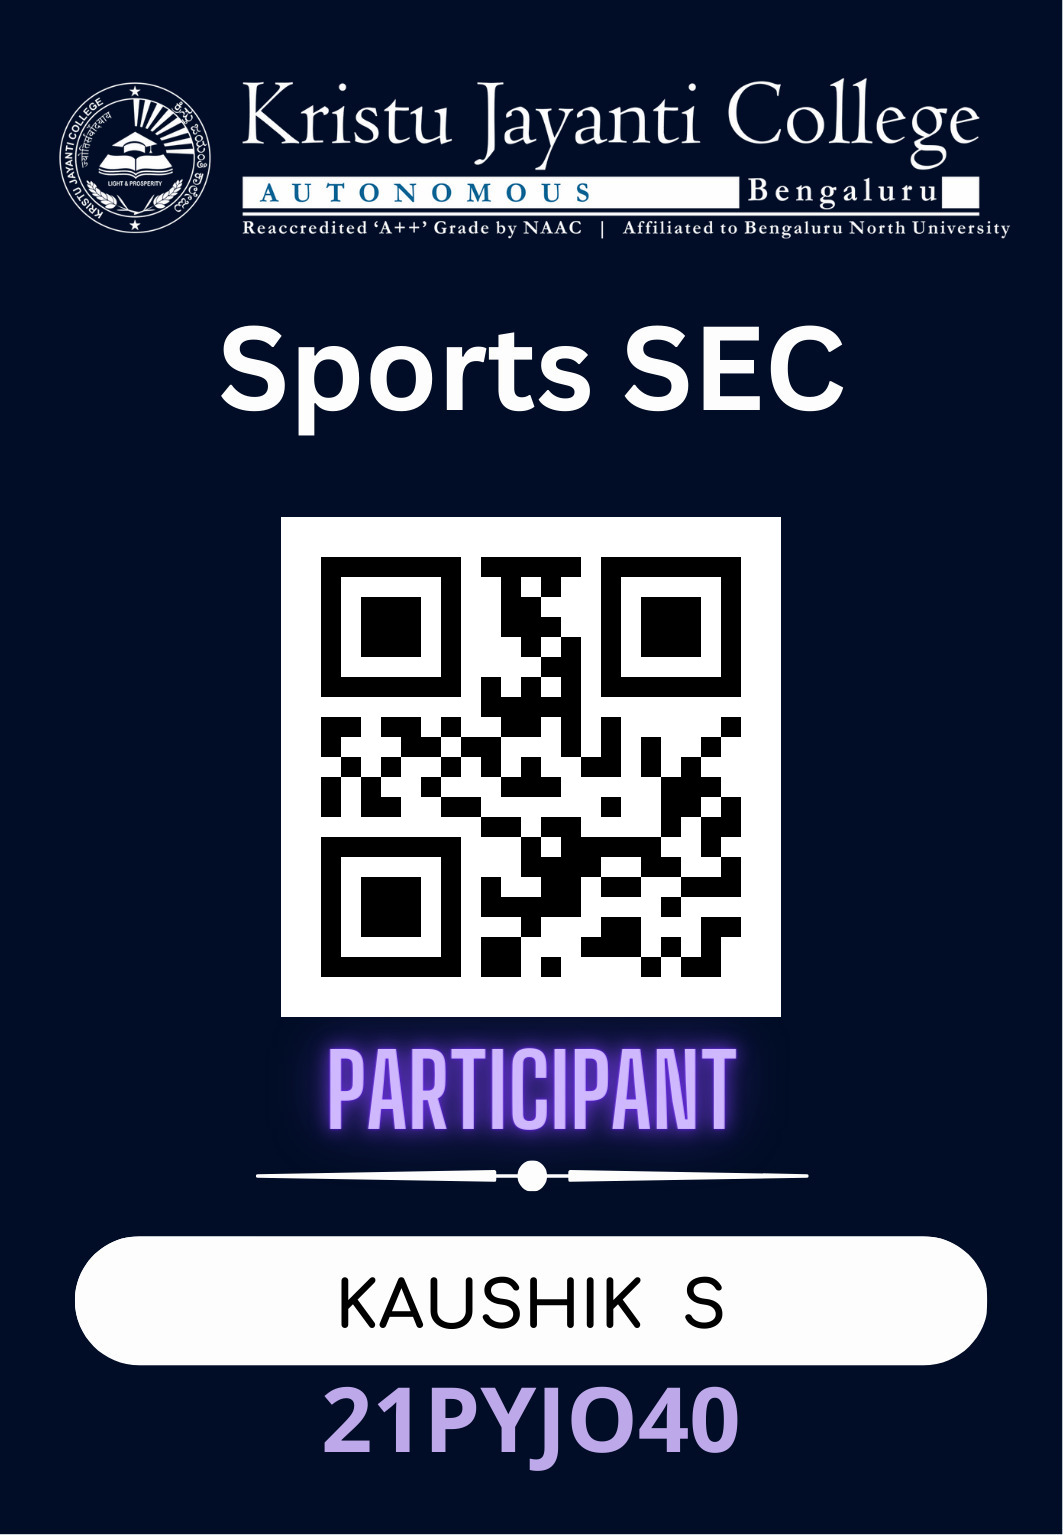 Kristu Jayanti College
AUTONOMOUS Bengaluru
Reaccredited ‘A++’ Grade by NAAC | Affiliated to Bengaluru North University
KRISTU JAYANTI COLLEGE
LIGHT & PROSPERITY
Sports SEC
PARTICIPANT
KAUSHIK S
21PYJO40